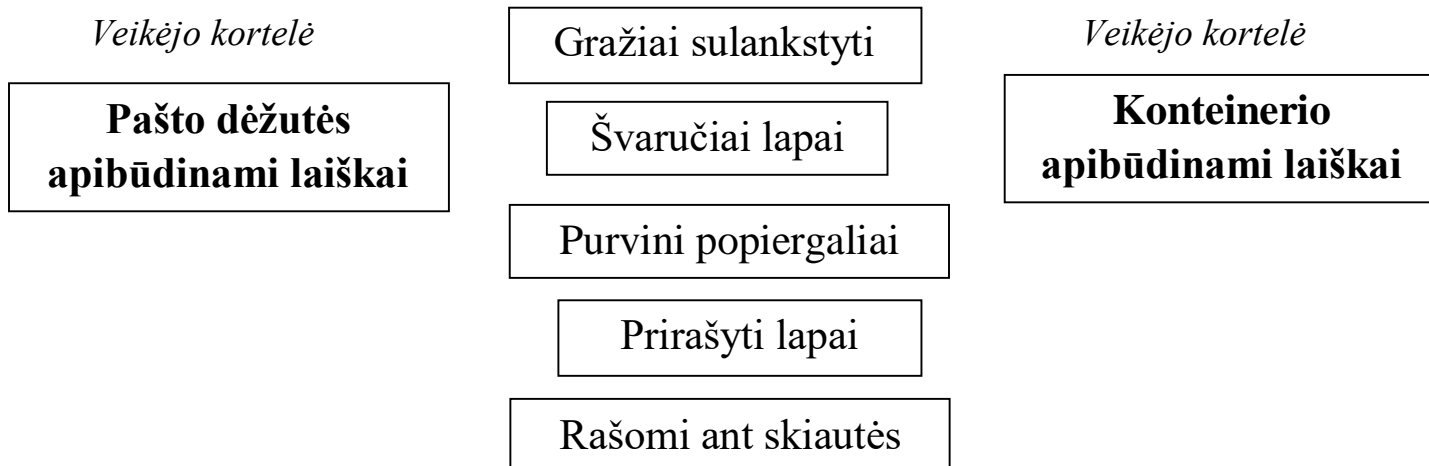 Veikėjo kortelė
Pašto dėžutės
apibūdinami laiškai
Gražiai sulankstyti
Švaručiai lapai
Purvini popiergaliai
Prirašyti lapai
Rašomi ant skiautės
Veikėjo kortelė
Konteinerio
apibūdinami laiškai